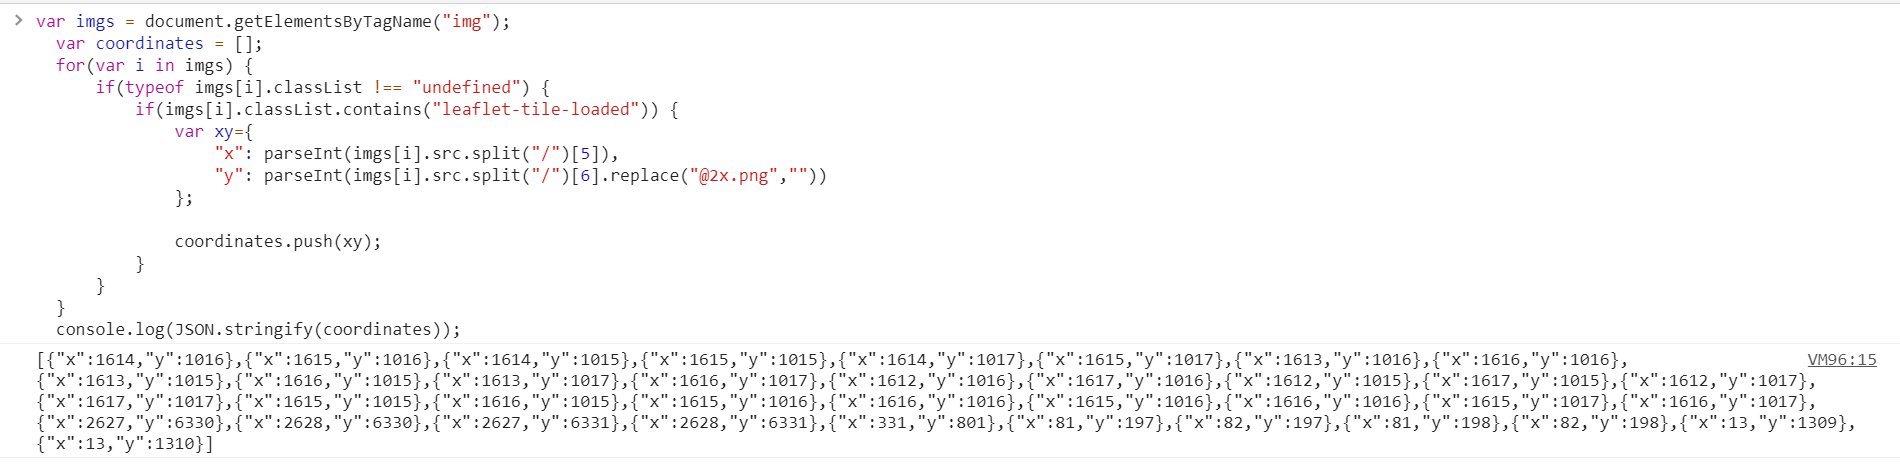 > var imgs = document.getElementsByTagName("img");
var coordinates = [];
for(var i in imgs) {
if(typeof imgs[i].classList !== "undefined") {
if(imgs[i].classList.contains("leaflet-tile-loaded")) {
var xy={
"x": parseInt(imgs[i].src.split("/")[5]),
"y": parseInt(imgs[i].src.split("/")[6].replace("@2x.png",""))
};
coordinates.push(xy);
}
}
}
console.log(JSON.stringify(coordinates));
[{"x":1614,"y":1016},{"x":1615,"y":1016},{"x":1614,"y":1015},{"x":1615,"y":1015},{"x":1614,"y":1017},{"x":1615,"y":1017},{"x":1613,"y":1016},{"x":1616,"y":1016}, VM96:15
{"x":1613,"y":1015},{"x":1616,"y":1015},{"x":1613,"y":1017},{"x":1616,"y":1017},{"x":1612,"y":1016},{"x":1617,"y":1016},{"x":1612,"y":1015},{"x":1617,"y":1015},{"x":1612,"y":1017},
{"x":1617,"y":1017},{"x":1615,"y":1015},{"x":1616,"y":1015},{"x":1615,"y":1016},{"x":1616,"y":1016},{"x":1615,"y":1016},{"x":1616,"y":1016},{"x":1615,"y":1017},{"x":1616,"y":1017},
{"x":2627,"y":6330},{"x":2628,"y":6330},{"x":2627,"y":6331},{"x":2628,"y":6331},{"x":331,"y":801},{"x":81,"y":197},{"x":82,"y":197},{"x":81,"y":198},{"x":82,"y":198},{"x":13,"y":1309},
{"x":13,"y":1310}]